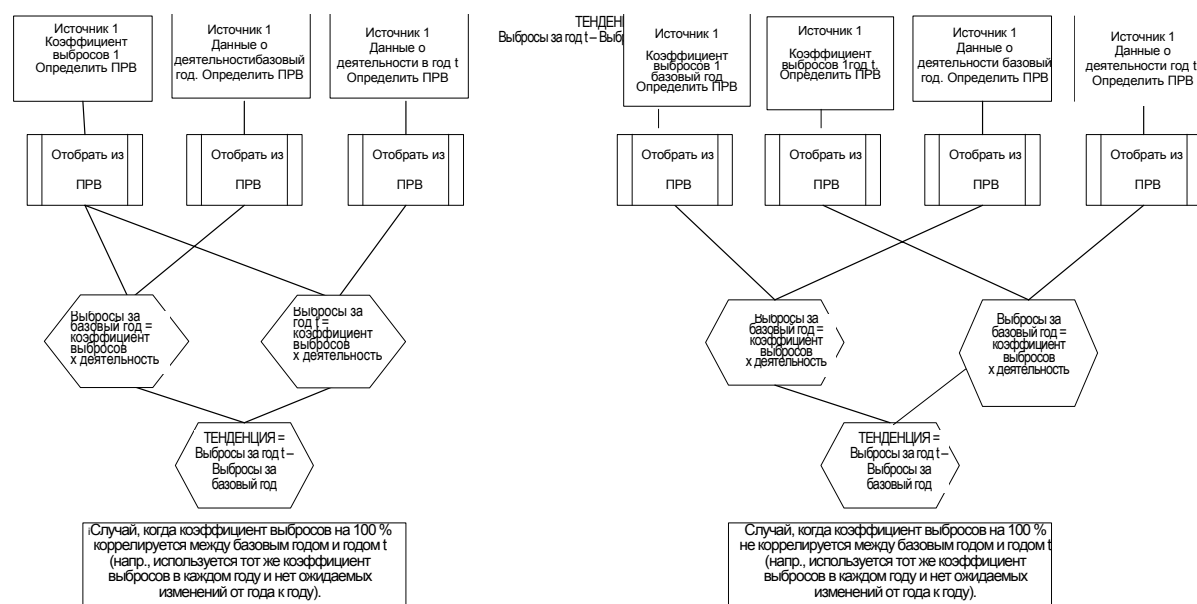 Источник 1
Коэффициент
выбросов 1
Определить ПРВ
Источник 1
Данные о
деятельностибазовый
год. Определить ПРВ
Источник 1
Данные о
деятельности в год t
Определить ПРВ
Отобрать из
ПРВ
Отобрать из
ПРВ
Отобрать из
ПРВ
Выбросы за
базовый год =
коэффициент
выбросов
х деятельность
Выбросы за
год t =
коэффициент
выбросов
х деятельность
ТЕНДЕНЦИЯ =
Выбросы за год t –
Выбросы за
базовый год
Случай, когда коэффициент выбросов на 100 %
коррелируется между базовым годом и годом t
(напр., используется тот же коэффициент
выбросов в каждом году и нет ожидаемых
изменений от года к году).
Выбросы за год t –
Источник 1
Коэффициент
выбросов 1
базовый год
Определить ПРВ
Источник 1
Коэффициент
выбросов 1год t.
Определить ПРВ
Источник 1
Данные о
деятельности базовый
год. Определить ПРВ
Источник 1
Данные о
деятельности год t
Определить ПРВ
Отобрать из
ПРВ
Отобрать из
ПРВ
Отобрать из
ПРВ
Отобрать из
ПРВ
Выбросы за
базовый год =
коэффициент
выбросов
х деятельность
Выбросы за
базовый год =
коэффициент
выбросов
х деятельность
ТЕНДЕНЦИЯ =
Выбросы за год t –
Выбросы за
базовый год
Случай, когда коэффициент выбросов на 100 %
не коррелируется между базовым годом и годом t
(напр., используется тот же коэффициент
выбросов в каждом году и нет ожидаемых
изменений от года к году).